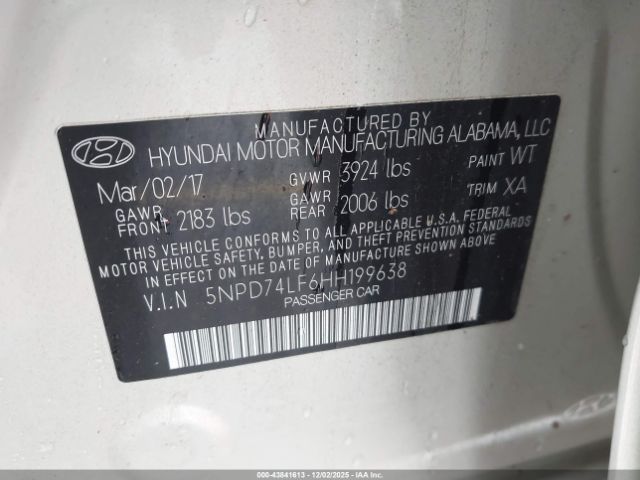 MANUFACTURED BY
HYUNDAI MOTOR MANUFACTURING ALABAMA, LLC
Mar/02/17 GVWR 3924 lbs PAINT WT
GAWR FRONT 2183 lbs GAWR REAR 2006 lbs TRIM XA
THIS VEHICLE CONFORMS TO ALL APPLICABLE U.S.A. FEDERAL
MOTOR VEHICLE SAFETY, BUMPER, AND THEFT PREVENTION STANDARDS
IN EFFECT ON THE DATE OF MANUFACTURE SHOWN ABOVE
V.I.N 5NPD74LF6HH199638
PASSENGER CAR
000-43841613 - 12/02/2025 - IAAI.COM